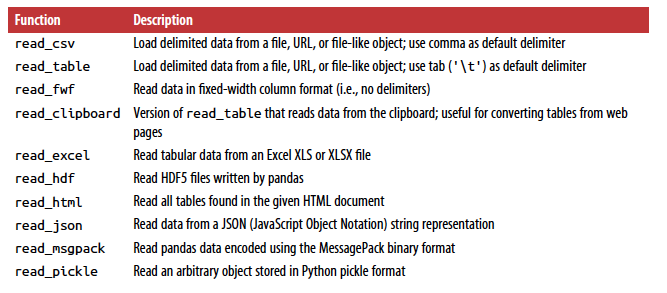 Function Description
read_csv Load delimited data from a file, URL, or file-like object; use comma as default delimiter
read_table Load delimited data from a file, URL, or file-like object; use tab ('\t') as default delimiter
read_fwf Read data in fixed-width column format (i.e., no delimiters)
read_clipboard Version of read_table that reads data from the clipboard; useful for converting tables from web
pages
read_excel Read tabular data from an Excel XLS or XLSX file
read_hdf Read HDF5 files written by pandas
read_html Read all tables found in the given HTML document
read_json Read data from a JSON (JavaScript Object Notation) string representation
read_msgpack Read pandas data encoded using the MessagePack binary format
read_pickle Read an arbitrary object stored in Python pickle format